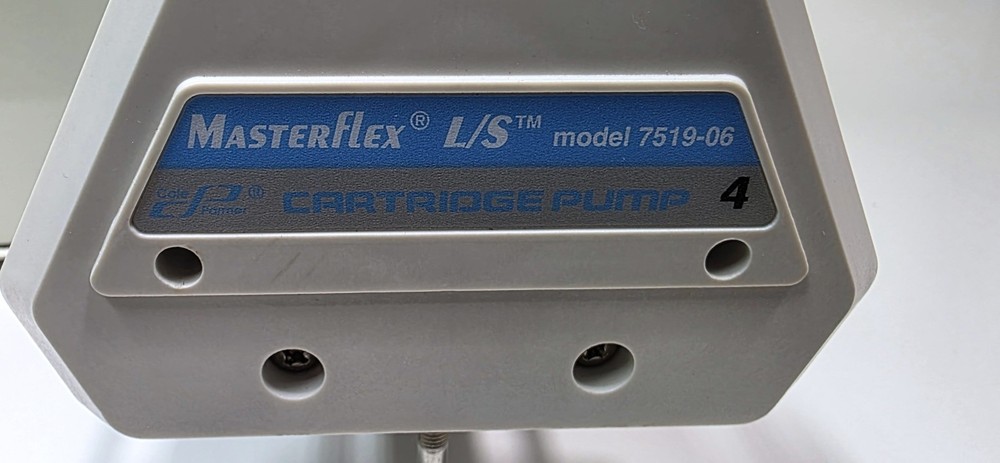 MASTERFLEX® L/S™ model 7519-06
Cole Parmer® CARTRIDGE PUMP 4